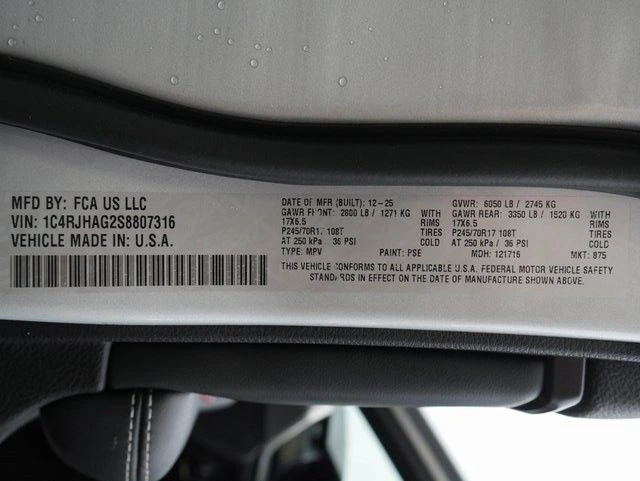 MFD BY: FCA US LLC
VIN: 1C4RJHAG2S8807316
VEHICLE MADE IN U.S.A.
DATE OF MFR (BUILT): 12-25 GVWR: 6050 LB / 2745 KG
GAWR FRONT: 2800 LB / 1271 KG WITH GAWR REAR: 3350 LB / 1520 KG WITH
17X6.5 RIMS 17X6.5 RIMS
P245/70R1. 108T TIRES P245/70R17 108T TIRES
AT 250 kPa / 36 PSI COLD AT 250 kPa / 36 PSI COLD
TYPE: MPV PAINT: PSE MDH: 121716 MKT: 875
THIS VEHICLE CONFORMS TO ALL APPLICABLE U.S.A. FEDERAL MOTOR VEHICLE SAFETY
STANDARDS IN EFFECT ON THE DATE OF MANUFACTURE SHOWN ABOVE.